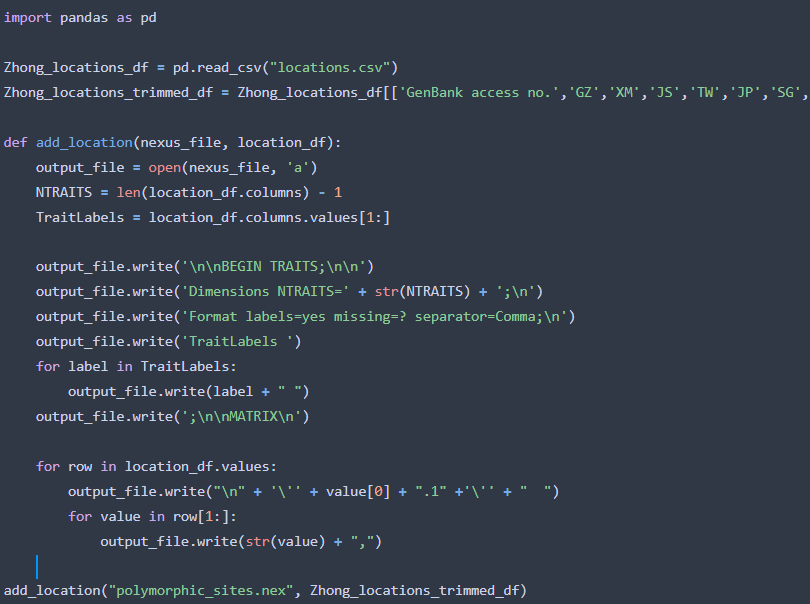 import pandas as pd
Zhong_locations_df = pd.read_csv("locations.csv")
Zhong_locations_trimmed_df = Zhong_locations_df[['GenBank access no.','GZ','XM','JS','TW','JP','SG',
def add_location(nexus_file, location_df):
    output_file = open(nexus_file, 'a')
    NTRAITS = len(location_df.columns) - 1
    TraitLabels = location_df.columns.values[1:]
    output_file.write('\n\nBEGIN TRAITS;\n\n')
    output_file.write('Dimensions NTRAITS=' + str(NTRAITS) + ';\n')
    output_file.write('Format labels=yes missing=? separator=Comma;\n')
    output_file.write('TraitLabels ')
    for label in TraitLabels:
        output_file.write(label + " ")
    output_file.write(';\n\nMATRIX\n')
    for row in location_df.values:
        output_file.write("\n" + '\'' + value[0] + ".1" +'\'' + "  ")
        for value in row[1:]:
            output_file.write(str(value) + ",")
add_location("polymorphic_sites.nex", Zhong_locations_trimmed_df)